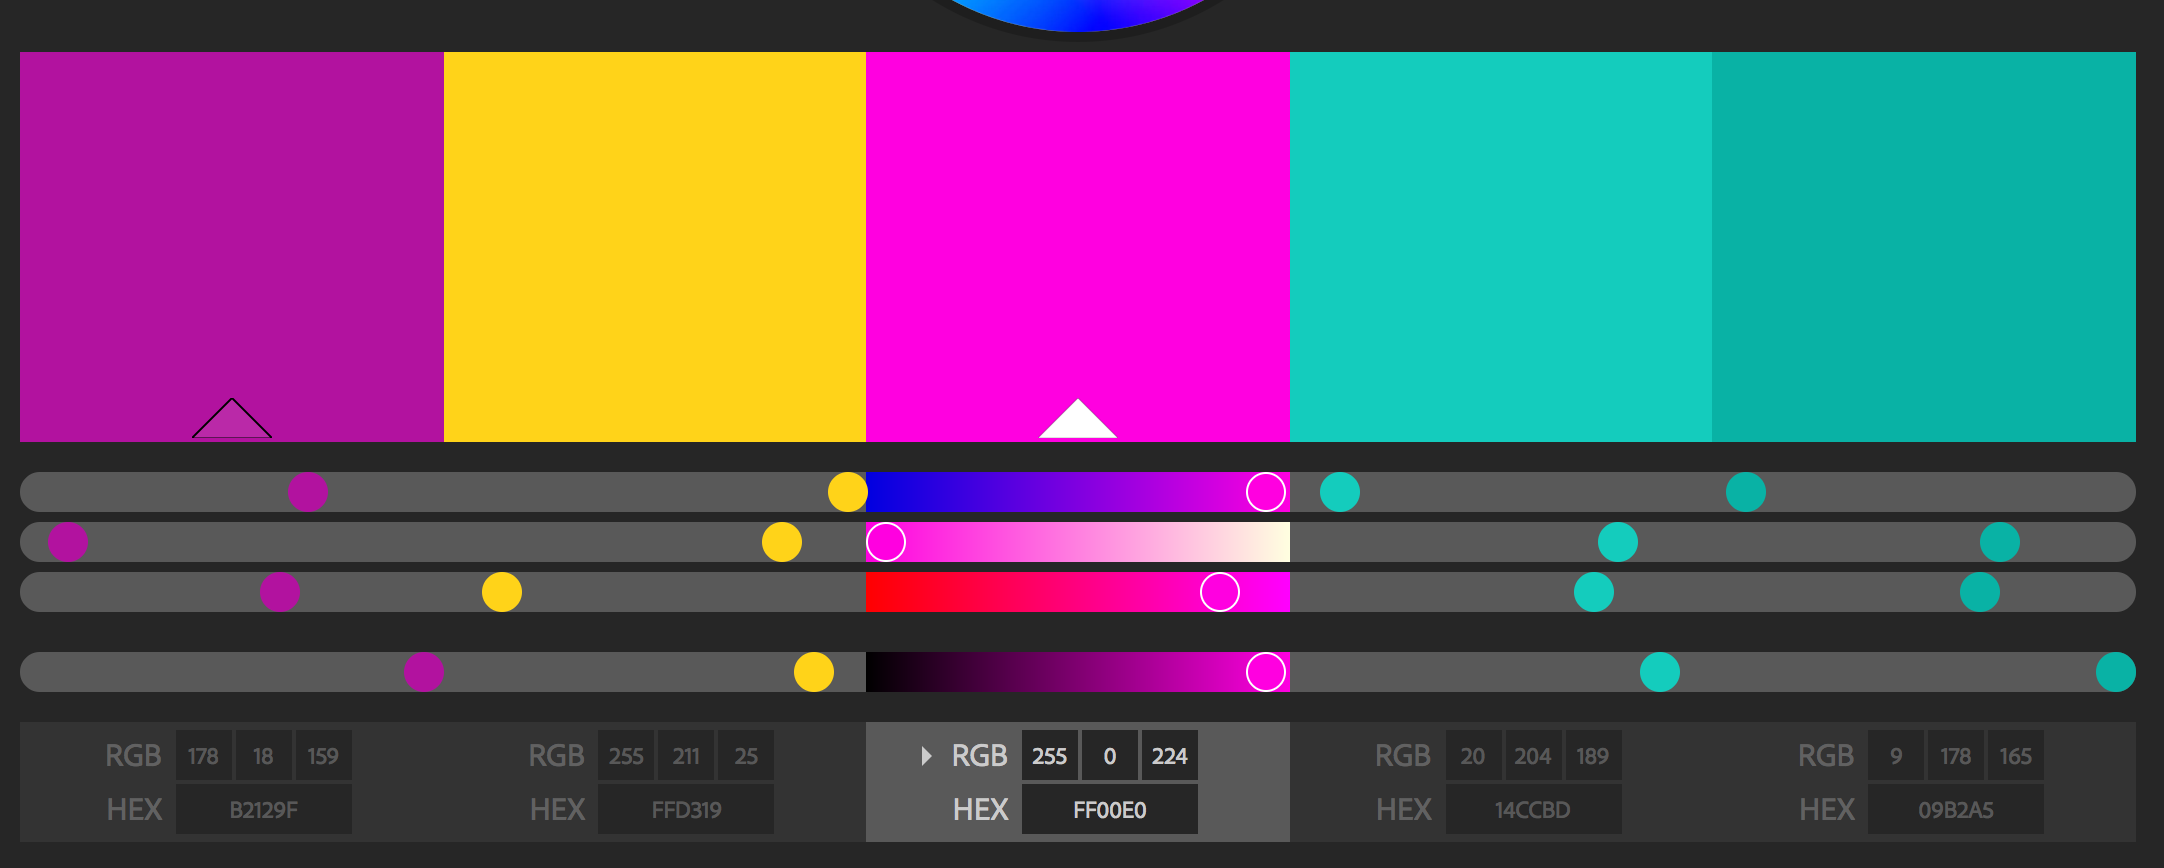 RGB 178 18 159
HEX B2129F
RGB 255 211 25
HEX FFD319
RGB 255 0 224
HEX FF00E0
RGB 20 204 189
HEX 14CCBD
RGB 9 178 165
HEX 09B2A5